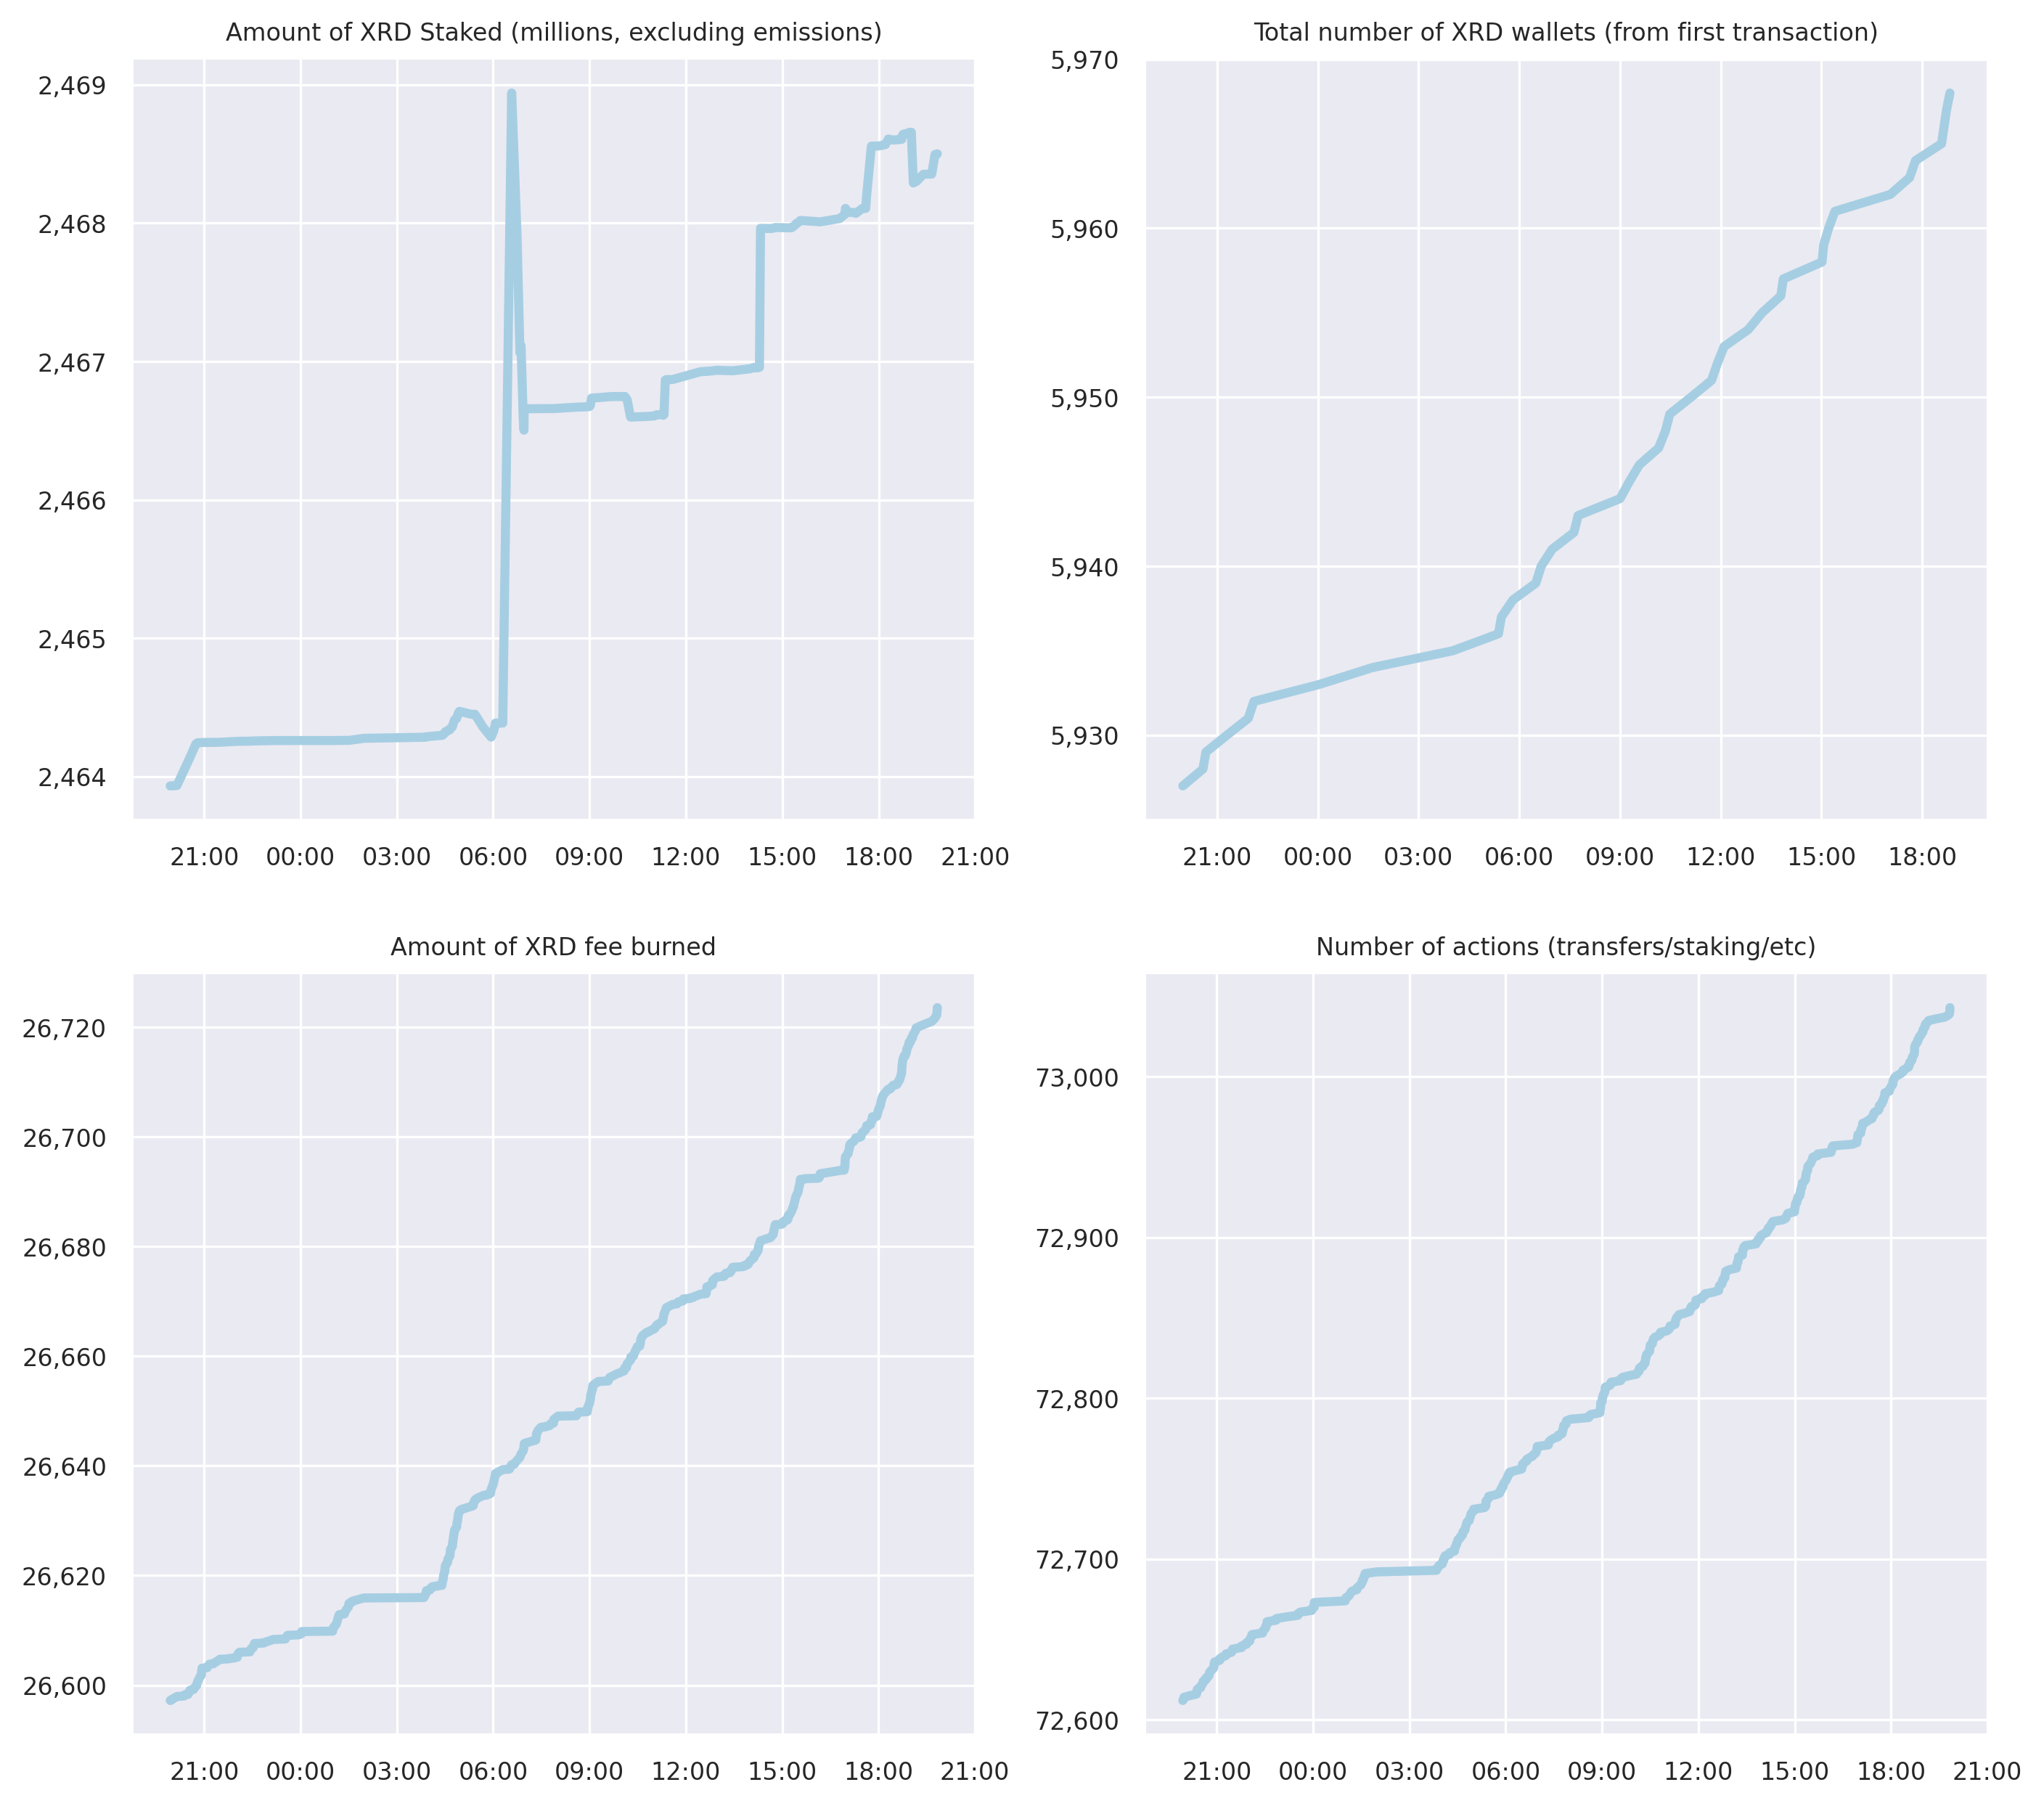 Amount of XRD Staked (millions, excluding emissions)
2,469
2,468
2,467
2,466
2,465
2,464
21:00 00:00 03:00 06:00 09:00 12:00 15:00 18:00 21:00
Total number of XRD wallets (from first transaction)
5,970
5,960
5,950
5,940
5,930
21:00 00:00 03:00 06:00 09:00 12:00 15:00 18:00
Amount of XRD fee burned
26,720
26,700
26,680
26,660
26,640
26,620
26,600
21:00 00:00 03:00 06:00 09:00 12:00 15:00 18:00 21:00
Number of actions (transfers/staking/etc)
73,000
72,900
72,800
72,700
72,600
21:00 00:00 03:00 06:00 09:00 12:00 15:00 18:00 21:00